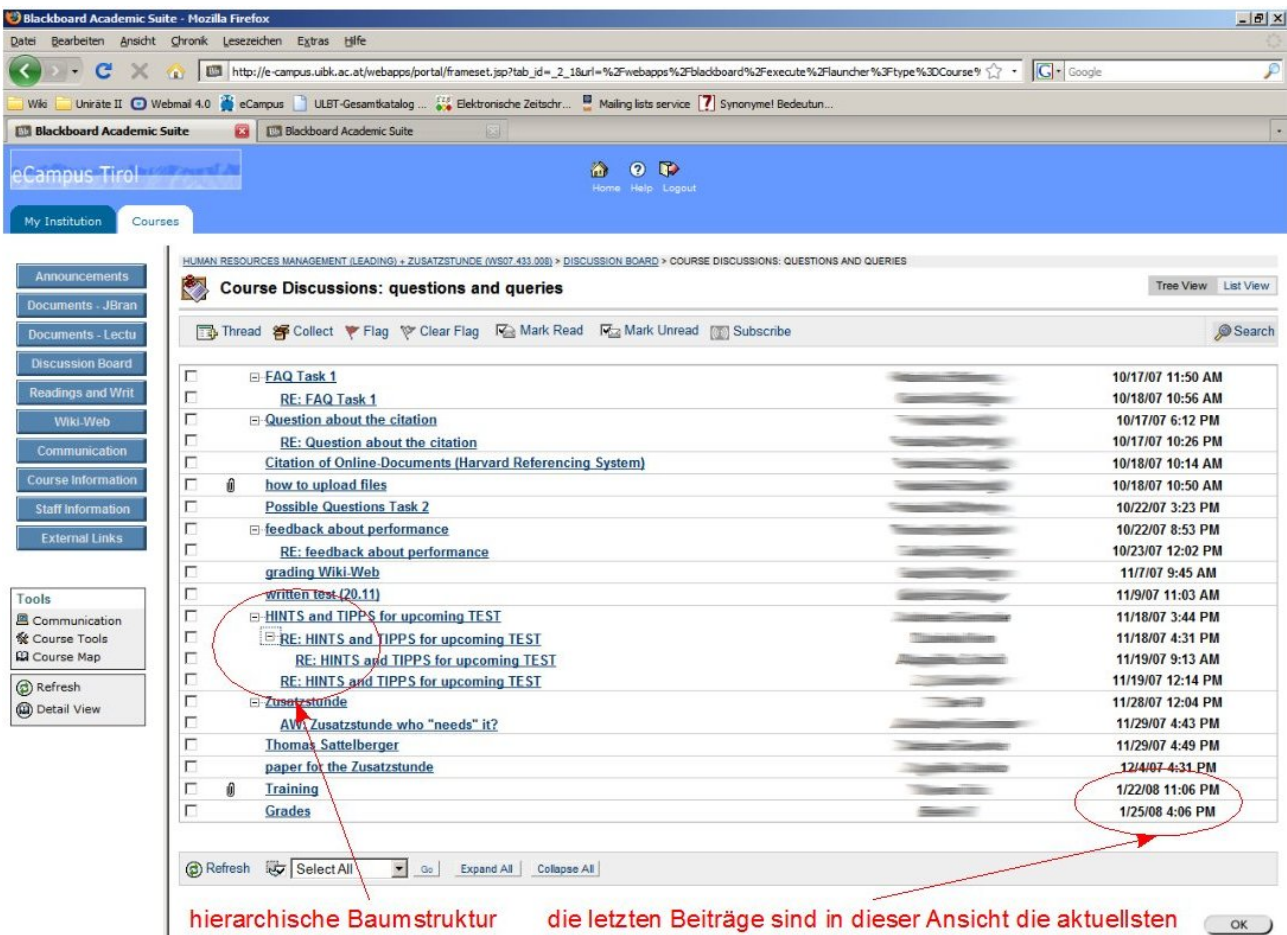 Blackboard Academic Suite - Mozilla Firefox
Datei Bearbeiten Ansicht Chronik Lesezeichen Extras Hilfe
http://e-campus.uibk.ac.at/webapps/portal/frameset.jsp?tab_id=_2_1&url=%2Fwebapps%2Fblackboard%2Fexecute%2Flauncher%3Ftype%3DCourse% Google
Wiki Uniräte II Webmail 4.0 eCampus ULBT-Gesamtkatalog ... Elektronische Zeitschr... Mailing lists service Synonyme! Bedeutun...
Blackboard Academic Suite Blackboard Academic Suite
eCampus Tirol
Home Help Logout
My Institution Courses
Announcements
Documents - JBran
Documents - Lectu
Discussion Board
Readings and Writ
Wiki-Web
Communication
Course Information
Staff Information
External Links
Tools
Communication
Course Tools
Course Map
Refresh
Detail View
HUMAN RESOURCES MANAGEMENT (LEADING) + ZUSATZSTUNDE (WS07.433.008) > DISCUSSION BOARD > COURSE DISCUSSIONS: QUESTIONS AND QUERIES
Course Discussions: questions and queries Tree View List View
Thread Collect Flag Clear Flag Mark Read Mark Unread Subscribe Search
FAQ Task 1 10/17/07 11:50 AM
RE: FAQ Task 1 10/18/07 10:56 AM
Question about the citation 10/17/07 6:12 PM
RE: Question about the citation 10/17/07 10:26 PM
Citation of Online-Documents (Harvard Referencing System) 10/18/07 10:14 AM
how to upload files 10/18/07 10:50 AM
Possible Questions Task 2 10/22/07 3:23 PM
feedback about performance 10/22/07 8:53 PM
RE: feedback about performance 10/23/07 12:02 PM
grading Wiki-Web 11/7/07 9:45 AM
written test (20.11) 11/9/07 11:03 AM
HINTS and TIPPS for upcoming TEST 11/18/07 3:44 PM
RE: HINTS and TIPPS for upcoming TEST 11/18/07 4:31 PM
RE: HINTS and TIPPS for upcoming TEST 11/19/07 9:13 AM
RE: HINTS and TIPPS for upcoming TEST 11/19/07 12:14 PM
Zusatzstunde 11/28/07 12:04 PM
AW: Zusatzstunde who "needs" it? 11/29/07 4:43 PM
Thomas Sattelberger 11/29/07 4:49 PM
paper for the Zusatzstunde 12/4/07 4:31 PM
Training 1/22/08 11:06 PM
Grades 1/25/08 4:06 PM
Refresh Select All Go Expand All Collapse All
hierarchische Baumstruktur die letzten Beiträge sind in dieser Ansicht die aktuellsten
OK